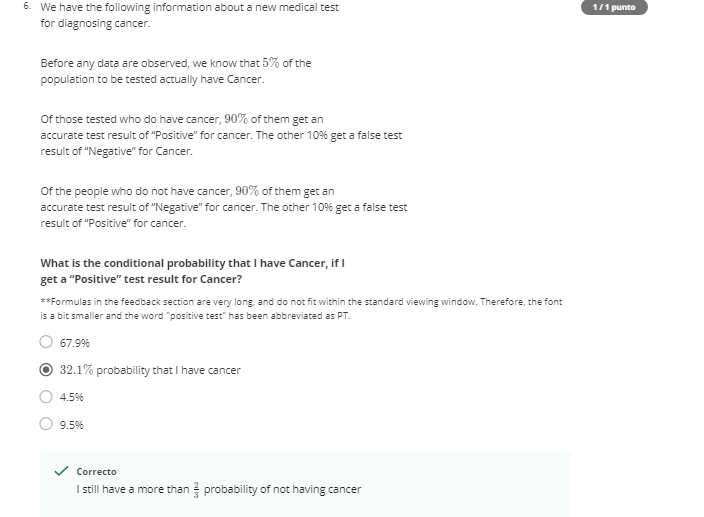 6. We have the following information about a new medical test
1 / 1 punto
for diagnosing cancer.
Before any data are observed, we know that 5% of the
population to be tested actually have Cancer.
Of those tested who do have cancer, 90% of them get an
accurate test result of "Positive" for cancer. The other 10% get a false test
result of "Negative" for Cancer.
Of the people who do not have cancer, 90% of them get an
accurate test result of "Negative" for cancer. The other 10% get a false test
result of "Positive" for cancer.
What is the conditional probability that I have Cancer, if I
get a "Positive" test result for Cancer?
**Formulas in the feedback section are very long, and do not fit within the standard viewing window. Therefore, the font
is a bit smaller and the word "positive test" has been abbreviated as PT.
67.9%
32.1% probability that I have cancer
4.5%
9.5%
Correcto
I still have a more than 2/3 probability of not having cancer